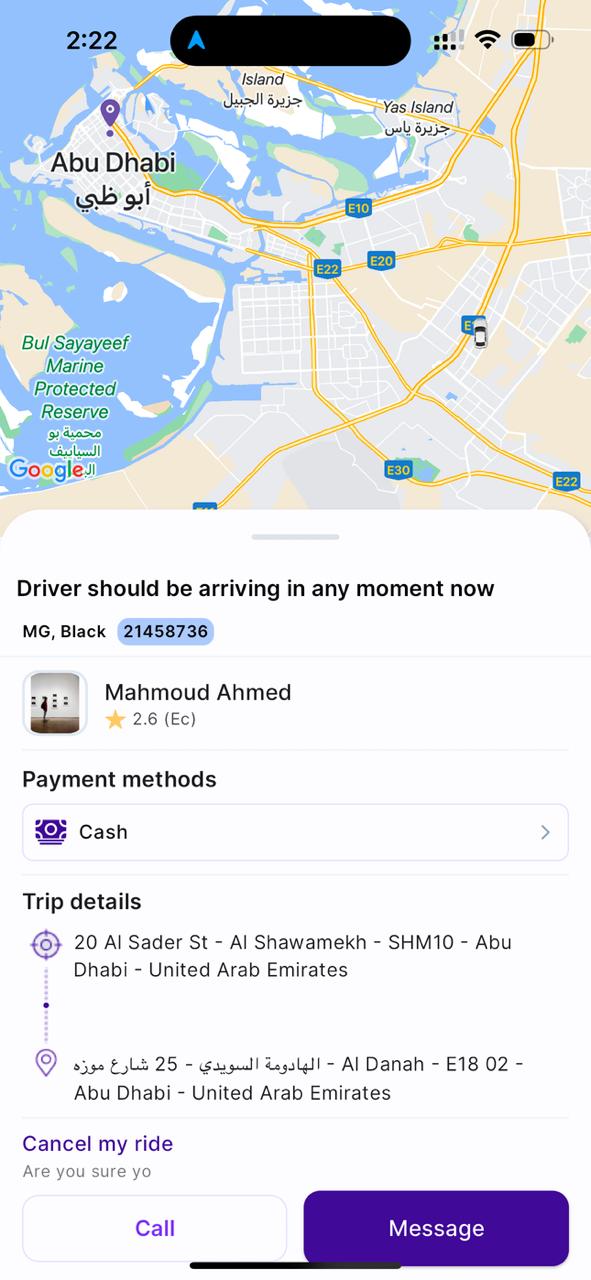 2:22
Island
جزيرة الجبيل
Yas Island
جزيرة ياس
Abu Dhabi
أبو ظبي
E10
E20
E22
Bul Sayayeef
Marine
Protected
Reserve
محمية بو
السياييف
Google
E30
E22
Driver should be arriving in any moment now
MG, Black 21458736
Mahmoud Ahmed
2.6 (Ec)
Payment methods
Cash
Trip details
20 Al Sader St - Al Shawamekh - SHM10 - Abu
Dhabi - United Arab Emirates
الهادومة السويدي - 25 شارع موزه - Al Danah - E18 02 -
Abu Dhabi - United Arab Emirates
Cancel my ride
Are you sure yo
Call
Message